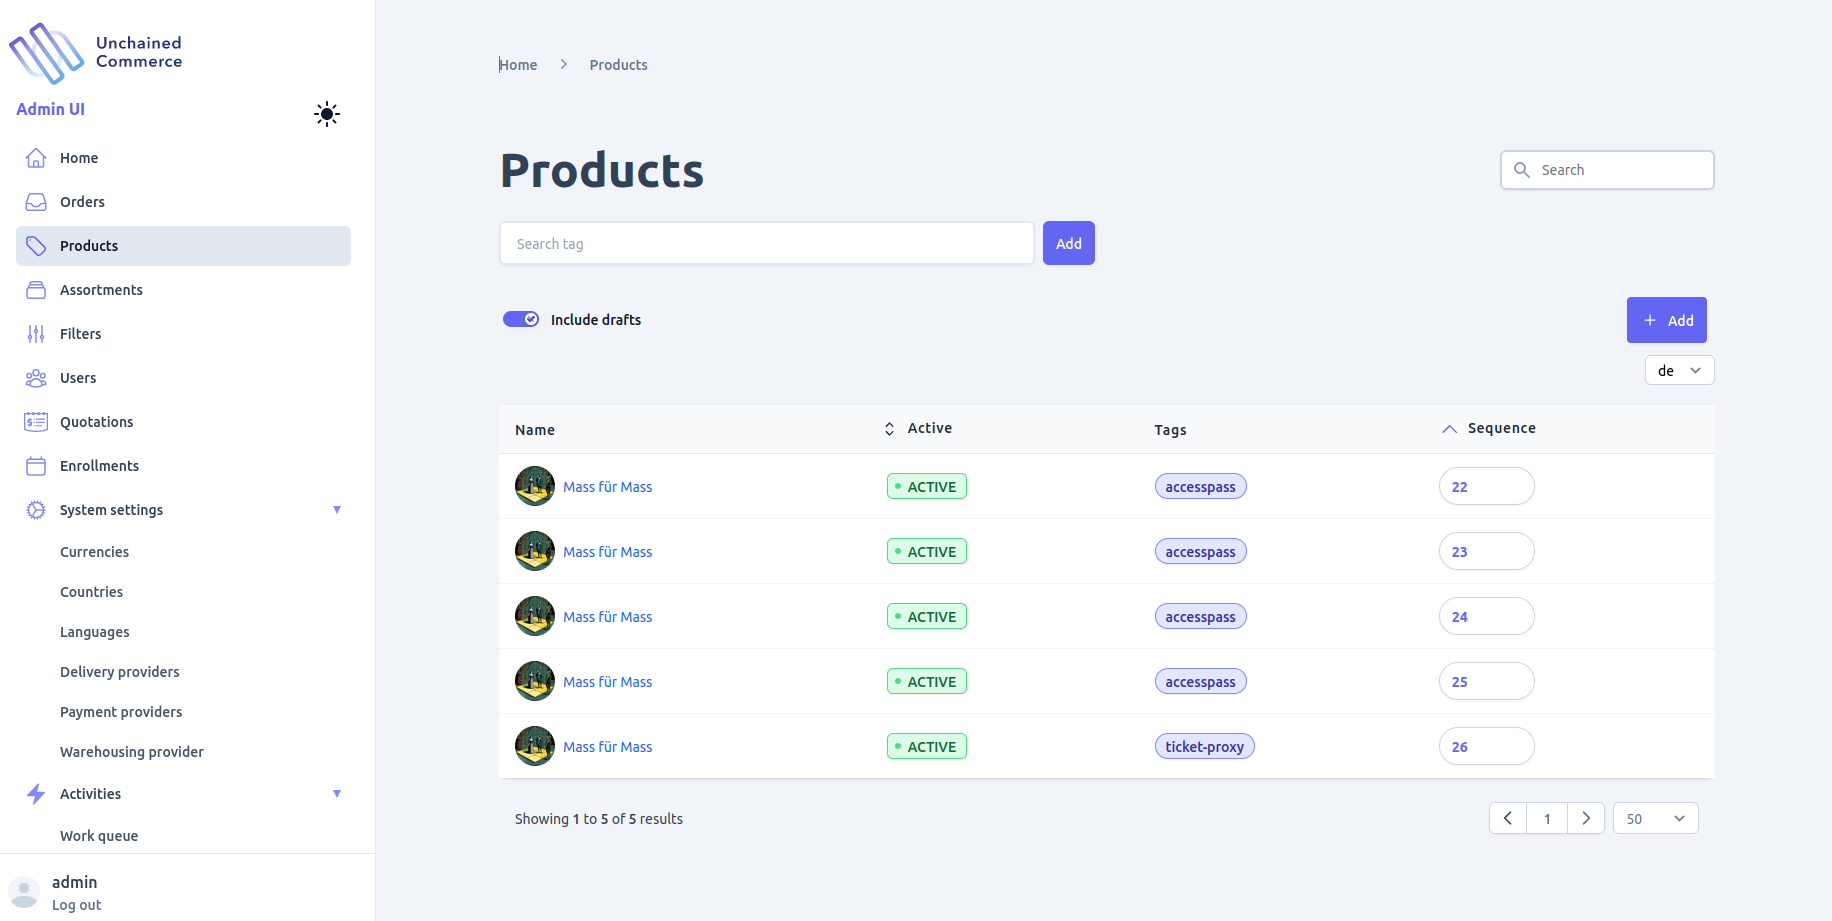 Unchained
Commerce
Admin UI
Home
Orders
Products
Assortments
Filters
Users
Quotations
Enrollments
System settings
Currencies
Countries
Languages
Delivery providers
Payment providers
Warehousing provider
Activities
Work queue
admin
Log out
Home Products
Products
Search
Search tag Add
Include drafts
+ Add
de
Name Active Tags Sequence
Mass für Mass ACTIVE accesspass 22
Mass für Mass ACTIVE accesspass 23
Mass für Mass ACTIVE accesspass 24
Mass für Mass ACTIVE accesspass 25
Mass für Mass ACTIVE ticket-proxy 26
Showing 1 to 5 of 5 results 1 50